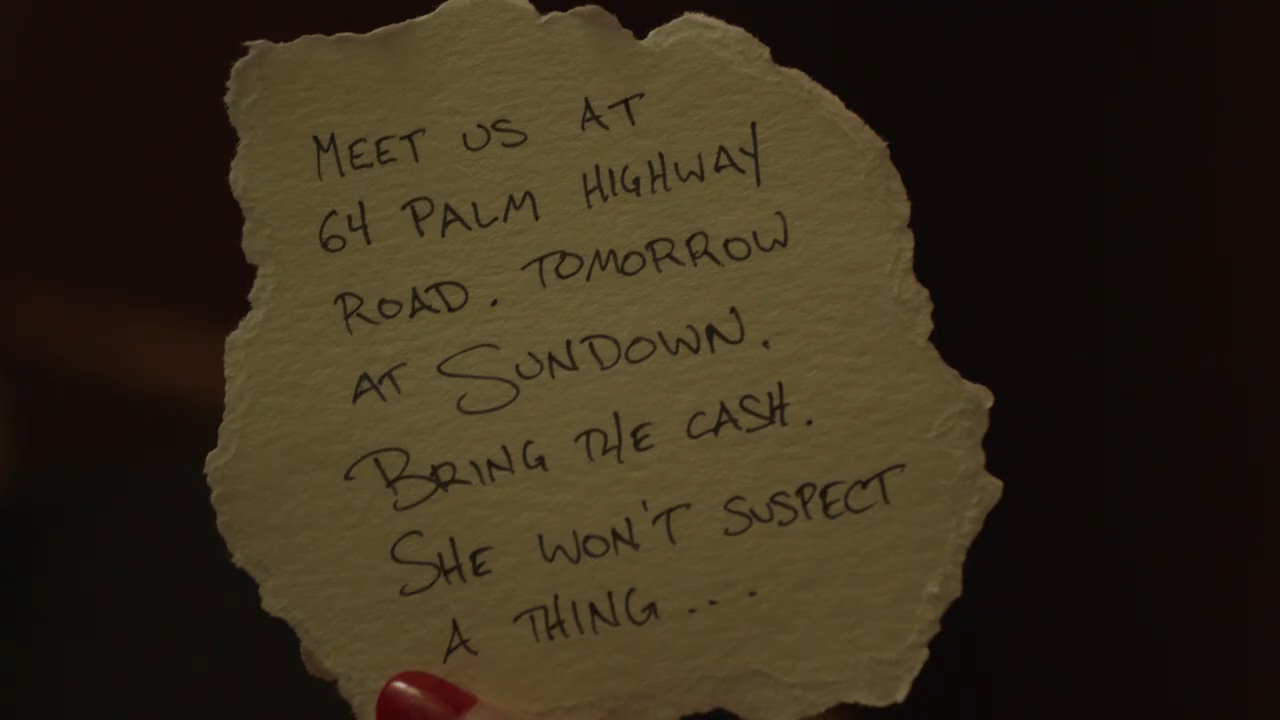 MEET US AT
64 PALM HIGHWAY
ROAD. TOMORROW
AT SUNDOWN.
BRING THE CASH.
SHE WON'T SUSPECT
A THING...